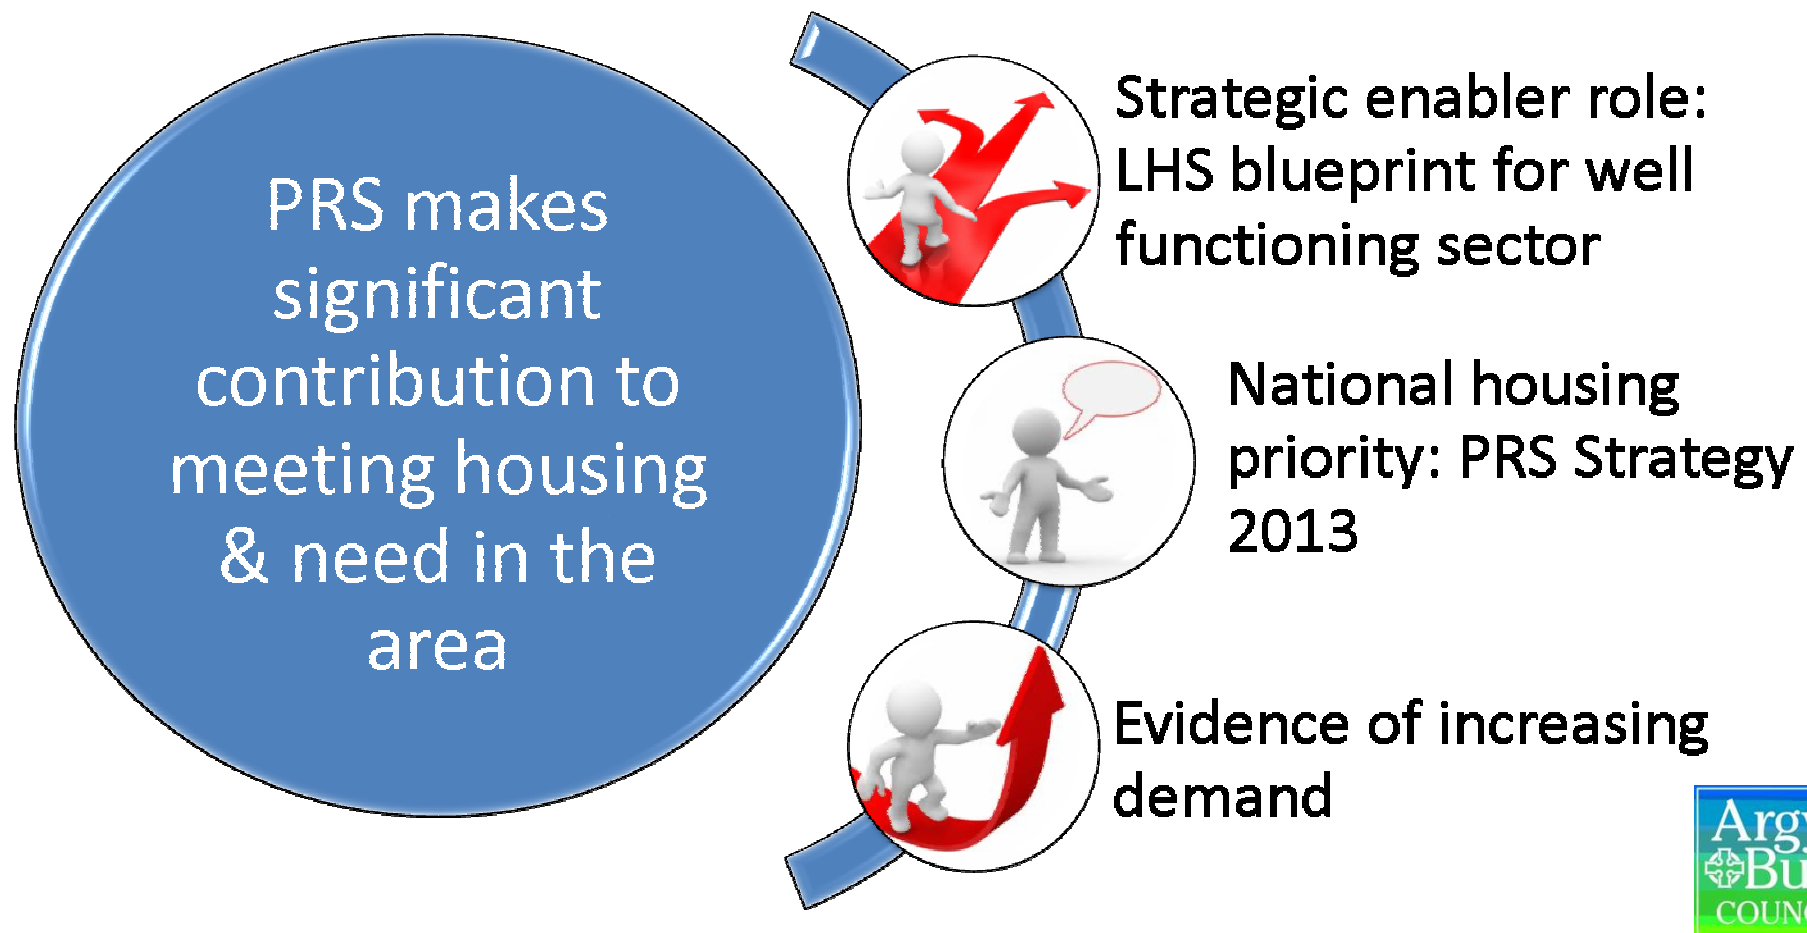 PRS makes
significant
contribution to
meeting housing
& need in the
area
Strategic enabler role:
LHS blueprint for well
functioning sector
National housing
priority: PRS Strategy
2013
Evidence of increasing
demand